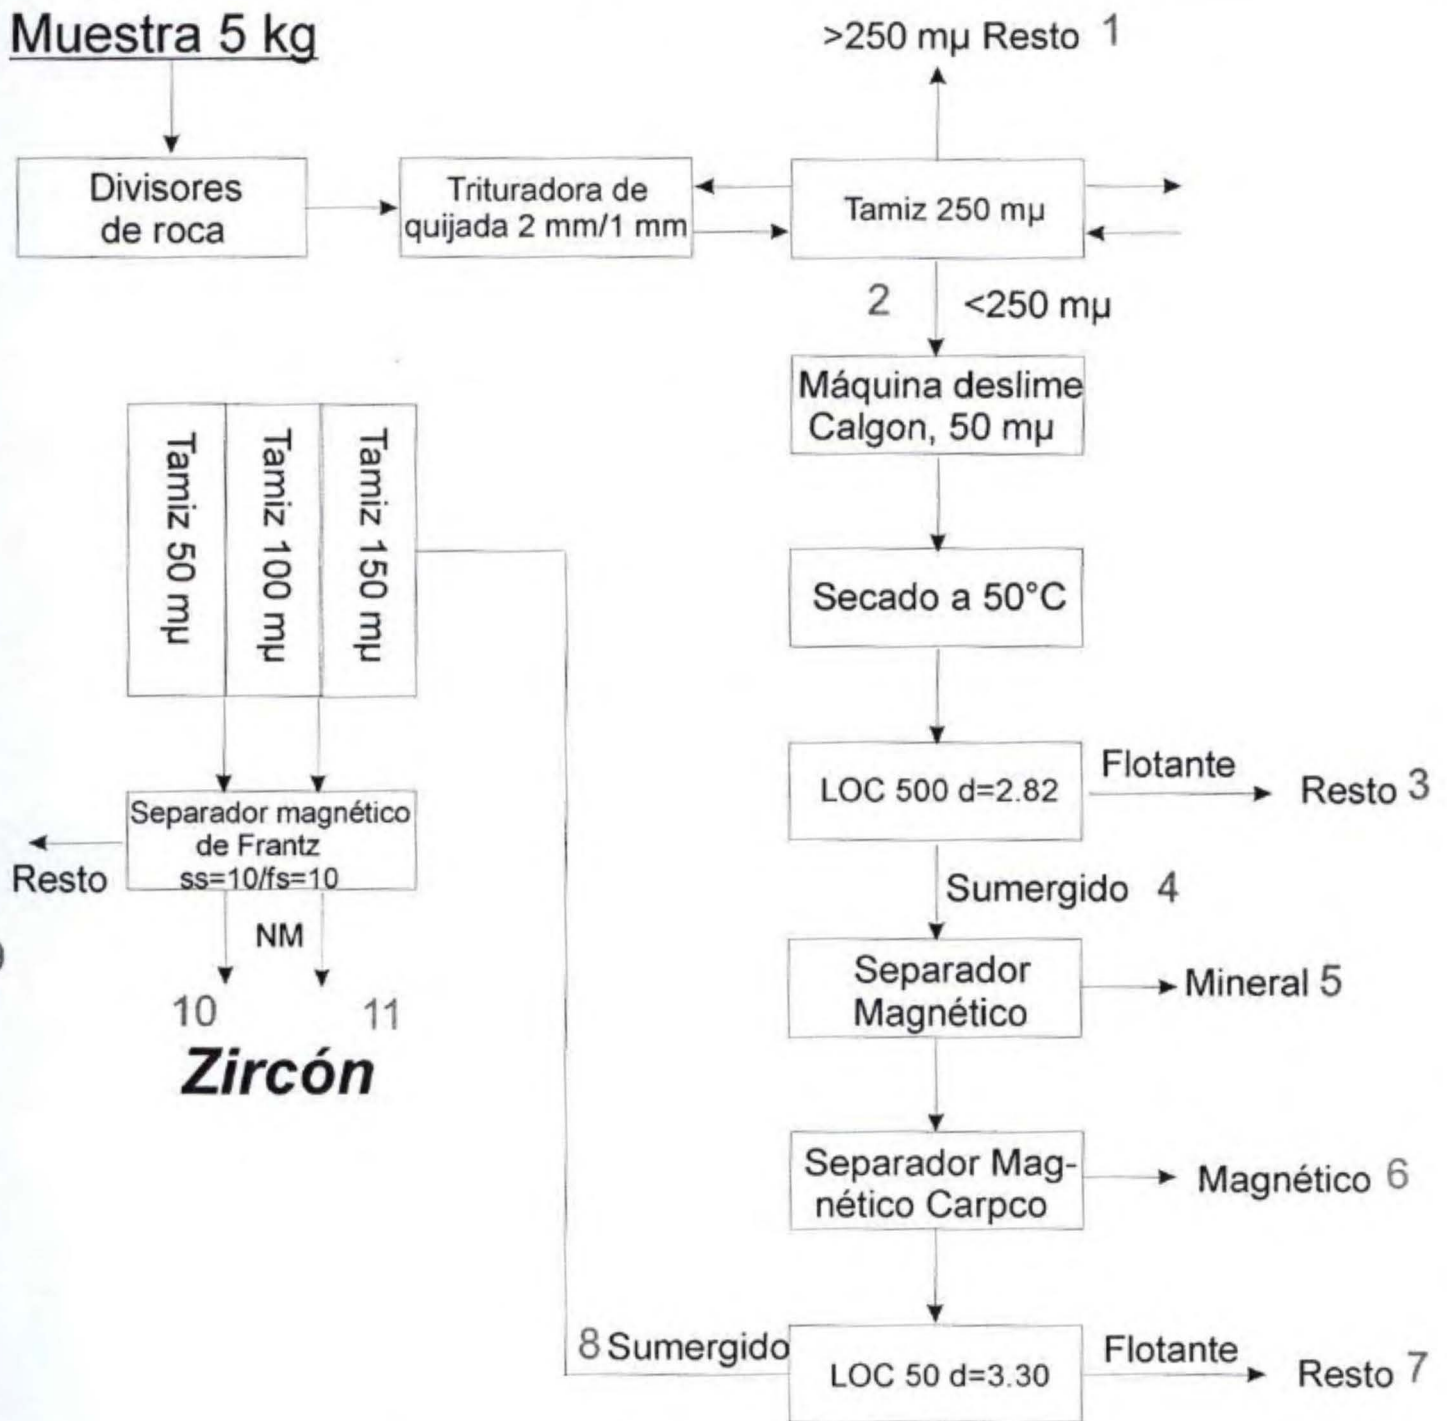 Muestra 5 kg
>250 mµ Resto 1
Divisores
de roca
Trituradora de
quijada 2 mm/1 mm
Tamiz 250 mµ
2 <250 mµ
Máquina deslime
Calgon, 50 mµ
Secado a 50°C
LOC 500 d=2.82
Flotante
Resto 3
Sumergido 4
Separador
Magnético
Mineral 5
Separador Mag-
nético Carpco
Magnético 6
LOC 50 d=3.30
Flotante
Resto 7
8 Sumergido
Tamiz 50 mµ
Tamiz 100 mµ
Tamiz 150 mµ
Separador magnético
de Frantz
ss=10/fs=10
Resto
NM
10 11
Zircón